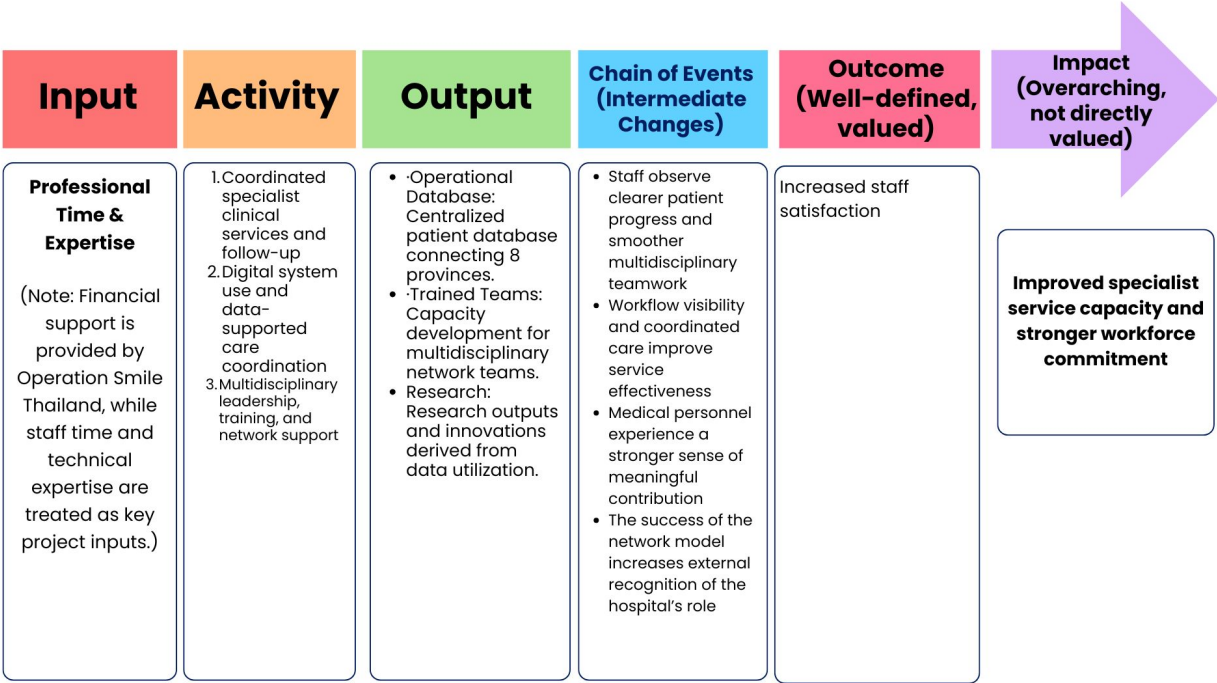 Input
Activity
Output
Chain of Events
(Intermediate
Changes)
Outcome
(Well-defined,
valued)
Impact
(Overarching,
not directly
valued)
Professional
Time &
Expertise
(Note: Financial
support is
provided by
Operation Smile
Thailand, while
staff time and
technical
expertise are
treated as key
project inputs.)
1. Coordinated
specialist
clinical
services and
follow-up
2. Digital system
use and
data-
supported
care
coordination
3. Multidisciplinary
leadership,
training, and
network support
• ·Operational
Database:
Centralized
patient database
connecting 8
provinces.
• ·Trained Teams:
Capacity
development for
multidisciplinary
network teams.
• Research:
Research outputs
and innovations
derived from
data utilization.
• Staff observe
clearer patient
progress and
smoother
multidisciplinary
teamwork
• Workflow visibility
and coordinated
care improve
service
effectiveness
• Medical personnel
experience a
stronger sense of
meaningful
contribution
• The success of the
network model
increases external
recognition of the
hospital's role
Increased staff
satisfaction
Improved specialist
service capacity and
stronger workforce
commitment